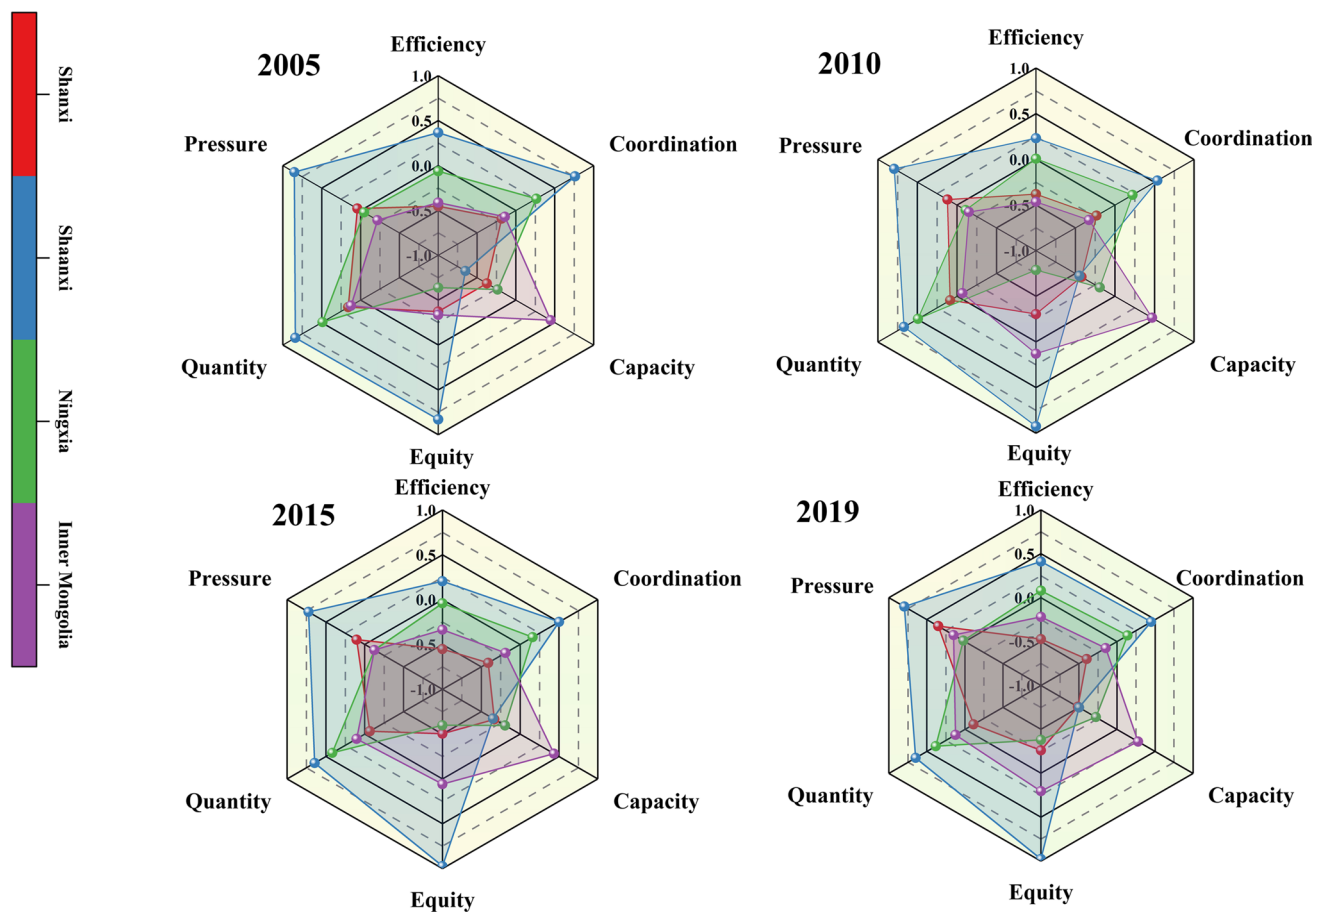 Shanxi
Shaanxi
Ningxia
Inner Mongolia
2005
Efficiency
1.0
0.5
0.0
-0.5
-1.0
Pressure
Coordination
Quantity
Capacity
Equity
2010
Efficiency
1.0
0.5
0.0
-0.5
-1.0
Pressure
Coordination
Quantity
Capacity
Equity
2015
Efficiency
1.0
0.5
0.0
-0.5
-1.0
Pressure
Coordination
Quantity
Capacity
Equity
2019
Efficiency
1.0
0.5
0.0
-0.5
-1.0
Pressure
Coordination
Quantity
Capacity
Equity